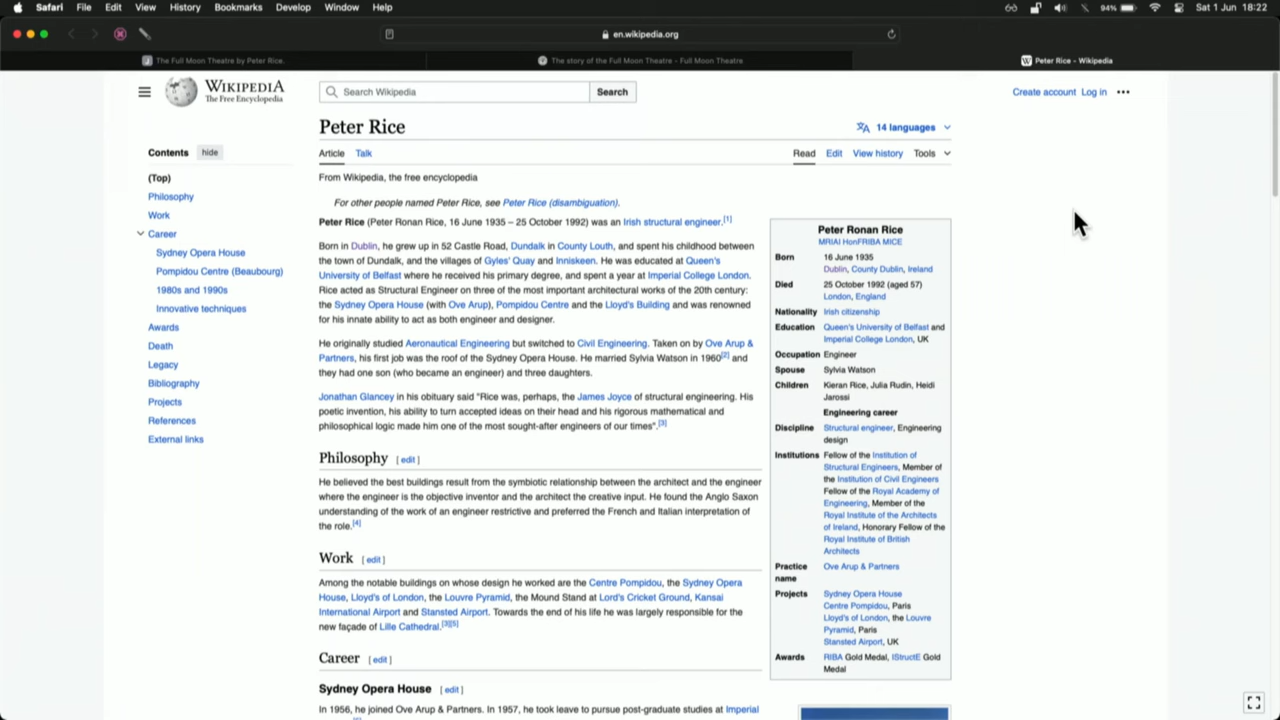 Safari File Edit View History Bookmarks Develop Window Help 94% Sat 1 Jun 18:22
en.wikipedia.org
The Full Moon Theatre by Peter Rice. The story of the Full Moon Theatre - Full Moon Theatre Peter Rice - Wikipedia
WIKIPEDIA
The Free Encyclopedia
Search Wikipedia Search
Create account Log in
Peter Rice
14 languages
Contents hide
(Top)
Philosophy
Work
Career
Sydney Opera House
Pompidou Centre (Beaubourg)
1980s and 1990s
Innovative techniques
Awards
Death
Legacy
Bibliography
Projects
References
External links
Article Talk Read Edit View history Tools
From Wikipedia, the free encyclopedia
For other people named Peter Rice, see Peter Rice (disambiguation).
Peter Rice (Peter Ronan Rice, 16 June 1935 – 25 October 1992) was an Irish structural engineer.[1]
Born in Dublin, he grew up in 52 Castle Road, Dundalk in County Louth, and spent his childhood between
the town of Dundalk, and the villages of Gyles' Quay and Inniskeen. He was educated at Queen's
University of Belfast where he received his primary degree, and spent a year at Imperial College London.
Rice acted as Structural Engineer on three of the most important architectural works of the 20th century:
the Sydney Opera House (with Ove Arup), Pompidou Centre and the Lloyd's Building and was renowned
for his innate ability to act as both engineer and designer.
He originally studied Aeronautical Engineering but switched to Civil Engineering. Taken on by Ove Arup &
Partners, his first job was the roof of the Sydney Opera House. He married Sylvia Watson in 1960[2] and
they had one son (who became an engineer) and three daughters.
Jonathan Glancey in his obituary said "Rice was, perhaps, the James Joyce of structural engineering. His
poetic invention, his ability to turn accepted ideas on their head and his rigorous mathematical and
philosophical logic made him one of the most sought-after engineers of our times".[3]
Philosophy [ edit ]
He believed the best buildings result from the symbiotic relationship between the architect and the engineer
where the engineer is the objective inventor and the architect the creative input. He found the Anglo Saxon
understanding of the work of an engineer restrictive and preferred the French and Italian interpretation of
the role.[4]
Work [ edit ]
Among the notable buildings on whose design he worked are the Centre Pompidou, the Sydney Opera
House, Lloyd's of London, the Louvre Pyramid, the Mound Stand at Lord's Cricket Ground, Kansai
International Airport and Stansted Airport. Towards the end of his life he was largely responsible for the
new façade of Lille Cathedral.[3][5]
Career [ edit ]
Sydney Opera House [ edit ]
In 1956, he joined Ove Arup & Partners. In 1957, he took leave to pursue post-graduate studies at Imperial
Peter Ronan Rice
MRIAI HonFRIBA MICE
Born 16 June 1935
Dublin, County Dublin, Ireland
Died 25 October 1992 (aged 57)
London, England
Nationality Irish citizenship
Education Queen's University of Belfast and
Imperial College London, UK
Occupation Engineer
Spouse Sylvia Watson
Children Kieran Rice, Julia Rudin, Heidi
Jarossi
Engineering career
Discipline Structural engineer, Engineering
design
Institutions Fellow of the Institution of
Structural Engineers, Member of
the Institution of Civil Engineers
Fellow of the Royal Academy of
Engineering, Member of the
Royal Institute of the Architects
of Ireland, Honorary Fellow of the
Royal Institute of British
Architects
Practice Ove Arup & Partners
name
Projects Sydney Opera House
Centre Pompidou, Paris
Lloyd's of London, the Louvre
Pyramid, Paris
Stansted Airport, UK
Awards RIBA Gold Medal, IStructE Gold
Medal